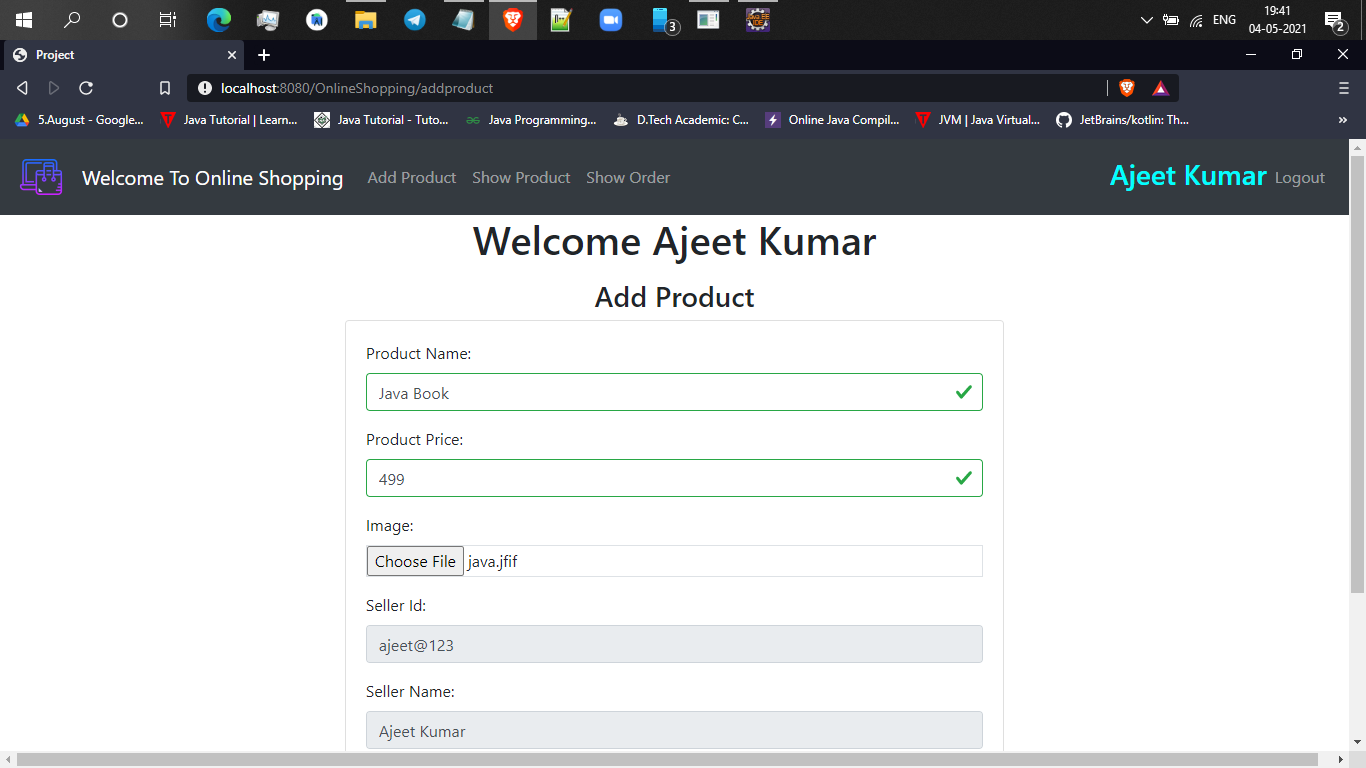 ENG
19:41
04-05-2021
3
2
Project
localhost:8080/OnlineShopping/addproduct
5.August - Google... Java Tutorial | Learn... Java Tutorial - Tuto... Java Programming... D.Tech Academic: C... Online Java Compil... JVM | Java Virtual... JetBrains/kotlin: Th...
Welcome To Online Shopping Add Product Show Product Show Order Ajeet Kumar Logout
Welcome Ajeet Kumar
Add Product
Product Name:
Java Book
Product Price:
499
Image:
Choose File java.jfif
Seller Id:
ajeet@123
Seller Name:
Ajeet Kumar